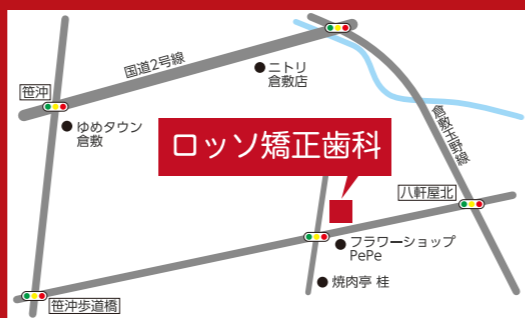 国道2号線
ニトリ
倉敷店
笹沖
ゆめタウン
倉敷
ロッソ矯正歯科
倉敷玉野線
八軒屋北
フラワーショップ
PePe
焼肉亭 桂
笹沖歩道橋